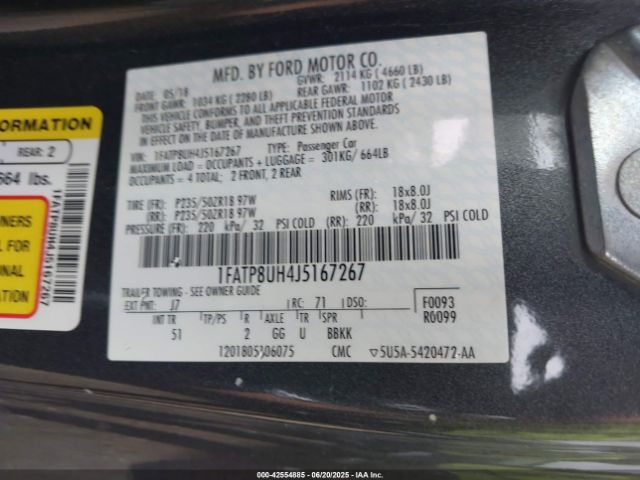 MFD. BY FORD MOTOR CO.
DATE: 05/18 GVWR: 2114 KG ( 4660 LB)
FRONT GAWR: 1034 KG ( 2280 LB) REAR GAWR: 1102 KG ( 2430 LB)
THIS VEHICLE CONFORMS TO ALL APPLICABLE FEDERAL MOTOR
VEHICLE SAFETY, BUMPER, AND THEFT PREVENTION STANDARDS
IN EFFECT ON THE DATE OF MANUFACTURE SHOWN ABOVE.
VIN: 1FATP8UH4J5167267 TYPE: Passenger Car
MAXIMUM LOAD = OCCUPANTS + LUGGAGE = 301KG/ 664LB
OCCUPANTS = 4 TOTAL; 2 FRONT, 2 REAR
TIRE (FR): P235/50ZR18 97W RIMS (FR): 18x8.0J
(RR): P235/50ZR18 97W (RR): 18x8.0J
PRESSURE (FR): 220 kPa/ 32 PSI COLD (RR): 220 kPa/ 32 PSI COLD
1FATP8UH4J5167267
TRAILER TOWING - SEE OWNER GUIDE
EXT PNT: J7 RC: 71 DSO: F0093
INT TR TP/PS R AXLE TR SPR R0099
51 2 GG U BBKK
CMC 5U5A-5420472-AA
FORMATION
REAR: 2
664 lbs.
NERS
L FOR
ONAL
ATION
1FATP8UH4J5167267
000-42554885 - 06/20/2025 - IAAI.COM